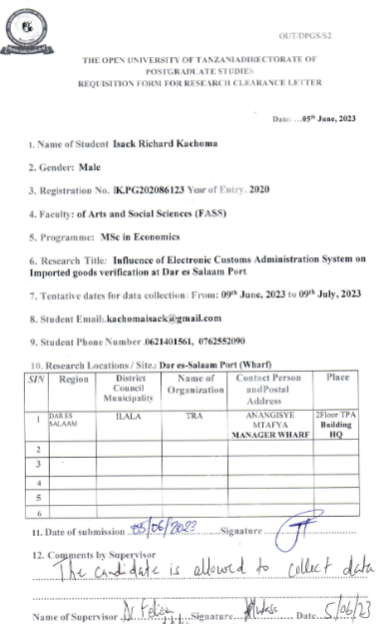 OUT/DPGS/S2
THE OPEN UNIVERSITY OF TANZANIADIRECTORATE OF
POSTGRADUATE STUDIES
REQUISITION FORM FOR RESEARCH CLEARANCE LETTER
Date: ...05th June, 2023
1. Name of Student Isack Richard Kachoma
2. Gender: Male
3. Registration No. IK.PG202086123 Year of Entry. 2020
4. Faculty: of Arts and Social Sciences (FASS)
5. Programme: MSc in Economics
6. Research Title: Influence of Electronic Customs Administration System on
Imported goods verification at Dar es Salaam Port
7. Tentative dates for data collection: From: 09th June, 2023 to 09th July, 2023
8. Student Email:.kachomaisack@gmail.com
9. Student Phone Number .0621401561, 0762552090
10. Research Locations / Site.: Dar es-Salaam Port (Wharf)
S/N Region District Council Municipality Name of Organization Contact Person andPostal Address Place
1 DAR ES SALAAM ILALA TRA ANANGISYE MTAFYA MANAGER WHARF 2Floor TPA Building HQ
2
3
4
5
6
11. Date of submission 05/06/2023 Signature
12. Comments by Supervisor
The candidate is allowed to collect data
Name of Supervisor Dr Felician Signature Date 5/06/23